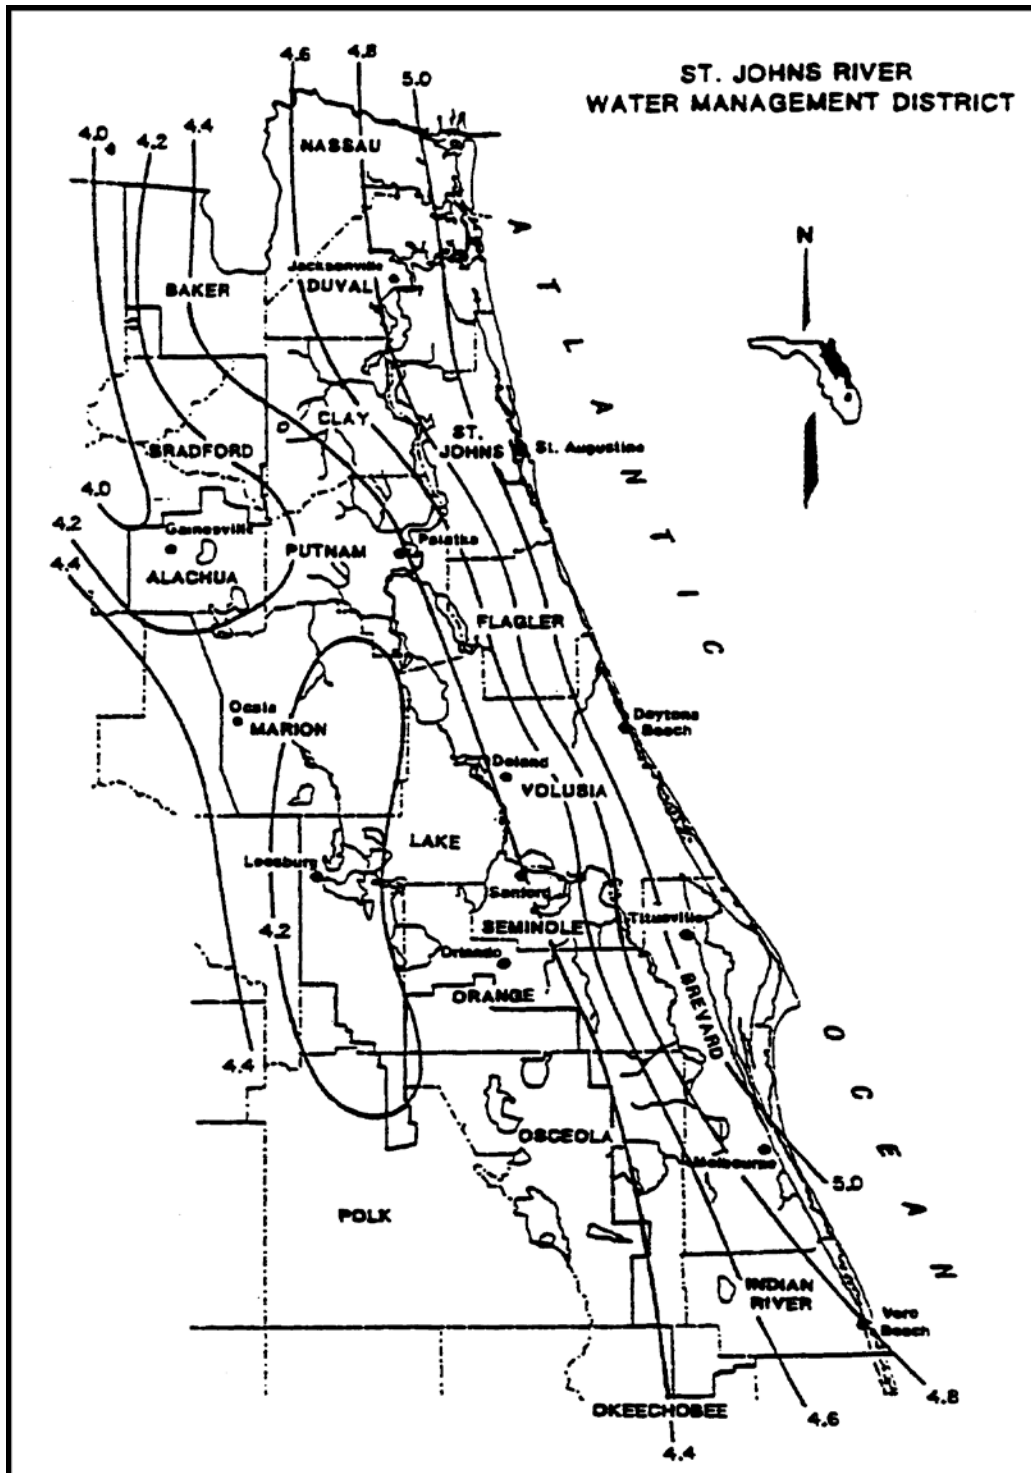 4.6
4.8
5.0
ST. JOHNS RIVER
WATER MANAGEMENT DISTRICT
4.0
4.2
4.4
NASSAU
N
Jacksonville
DUVAL
BAKER
CLAY
ST.
JOHNS
St. Augustine
BRADFORD
4.0
4.2
4.4
Gainesville
ALACHUA
PUTNAM
Palatka
FLAGLER
Ocala
MARION
Daytona
Beach
Deland
VOLUSIA
LAKE
Leesburg
Sanford
SEMINOLE
Titusville
4.2
Orlando
ORANGE
BREVARD
4.4
OSCEOLA
Melbourne
5.0
POLK
INDIAN
RIVER
Vero
Beach
4.8
4.6
OKEECHOBEE
4.4
ATLANTIC
OCEAN